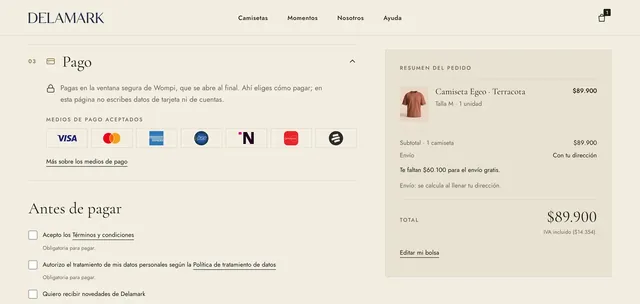 DELAMARK
Camisetas Momentos Nosotros Ayuda
1
03 Pago
Pagas en la ventana segura de Wompi, que se abre al final. Ahí eliges cómo pagar; en
esta página no escribes datos de tarjeta ni de cuentas.
MEDIOS DE PAGO ACEPTADOS
VISA N
Más sobre los medios de pago
Antes de pagar
Acepto los Términos y condiciones
Obligatoria para pagar.
Autorizo el tratamiento de mis datos personales según la Política de tratamiento de datos
Obligatoria para pagar.
Quiero recibir novedades de Delamark
RESUMEN DEL PEDIDO
Camiseta Egeo · Terracota $89.900
Talla M · 1 unidad
Subtotal · 1 camiseta $89.900
Envío Con tu dirección
Te faltan $60.100 para el envío gratis.
Envío: se calcula al llenar tu dirección.
TOTAL $89.900
IVA incluido ($14.354).
Editar mi bolsa